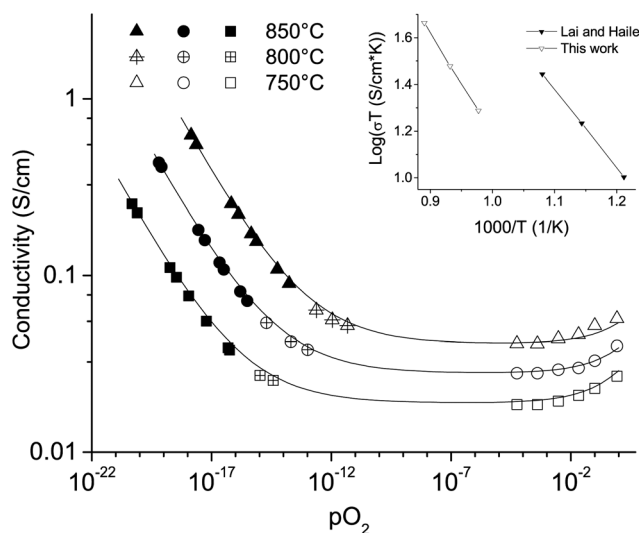 850°C
800°C
750°C
Conductivity (S/cm)
1
0.1
0.01
10⁻²²
10⁻¹⁷
10⁻¹²
10⁻⁷
10⁻²
pO₂
Lai and Haile
This work
Log(σT (S/cm*K)
1.6
1.4
1.2
1.0
0.9
1.0
1.1
1.2
1000/T (1/K)